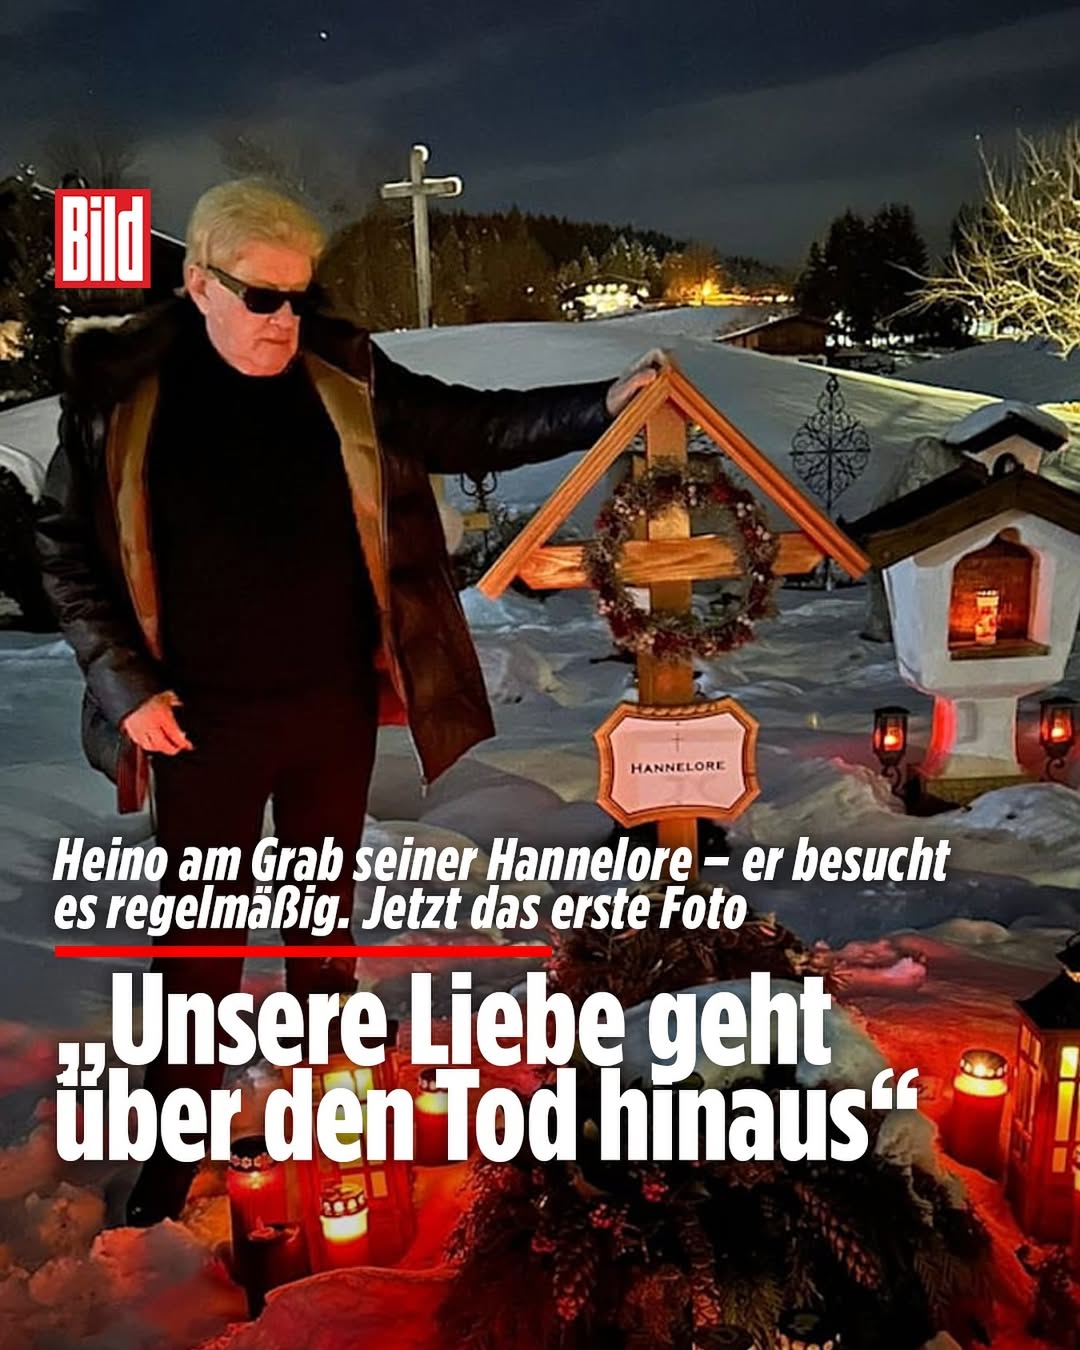 Bild
HANNELORE
Heino am Grab seiner Hannelore – er besucht
es regelmäßig. Jetzt das erste Foto
„Unsere Liebe geht
über den Tod hinaus“